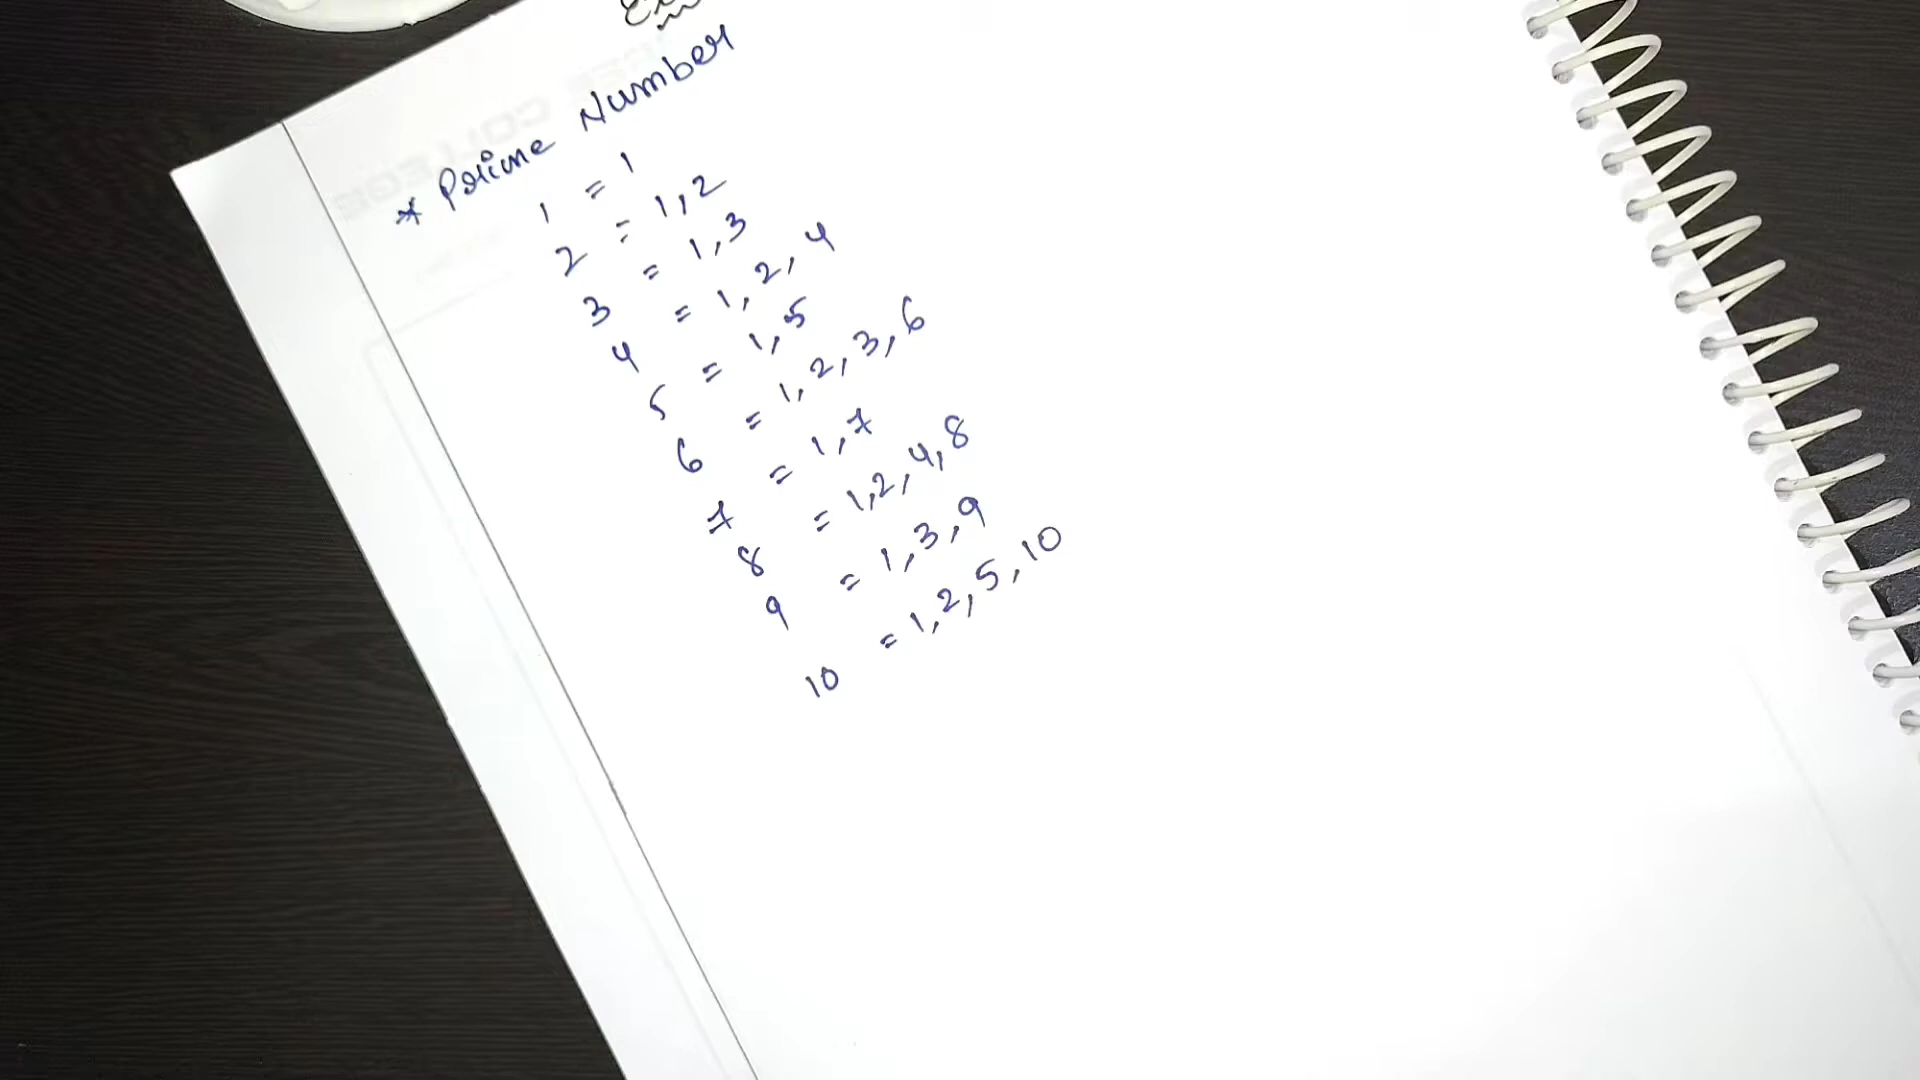 * Prime Number
1 = 1
2 = 1,2
3 = 1,3
4 = 1,2,4
5 = 1,5
6 = 1,2,3,6
7 = 1,7
8 = 1,2,4,8
9 = 1,3,9
10 = 1,2,5,10